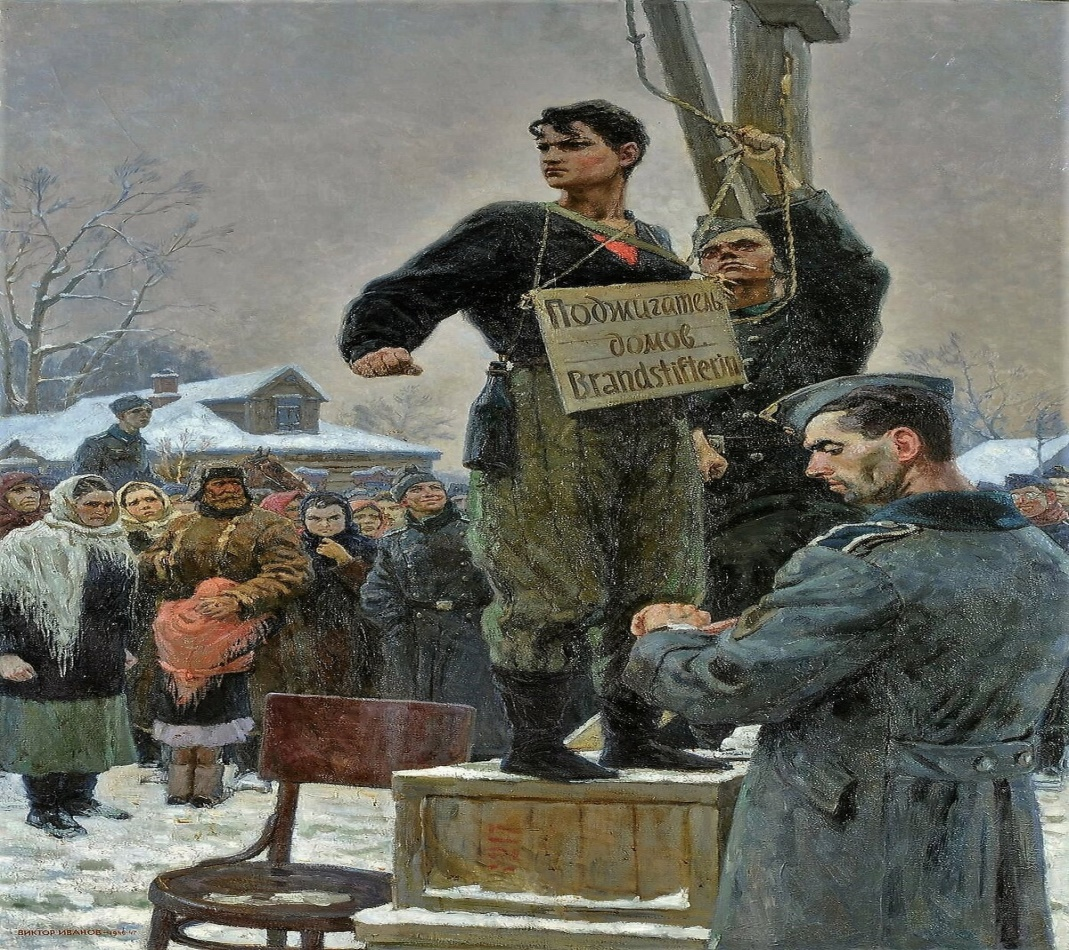 Поджигатель
домов.
Brandstifterin
ВИКТОР ИВАНОВ